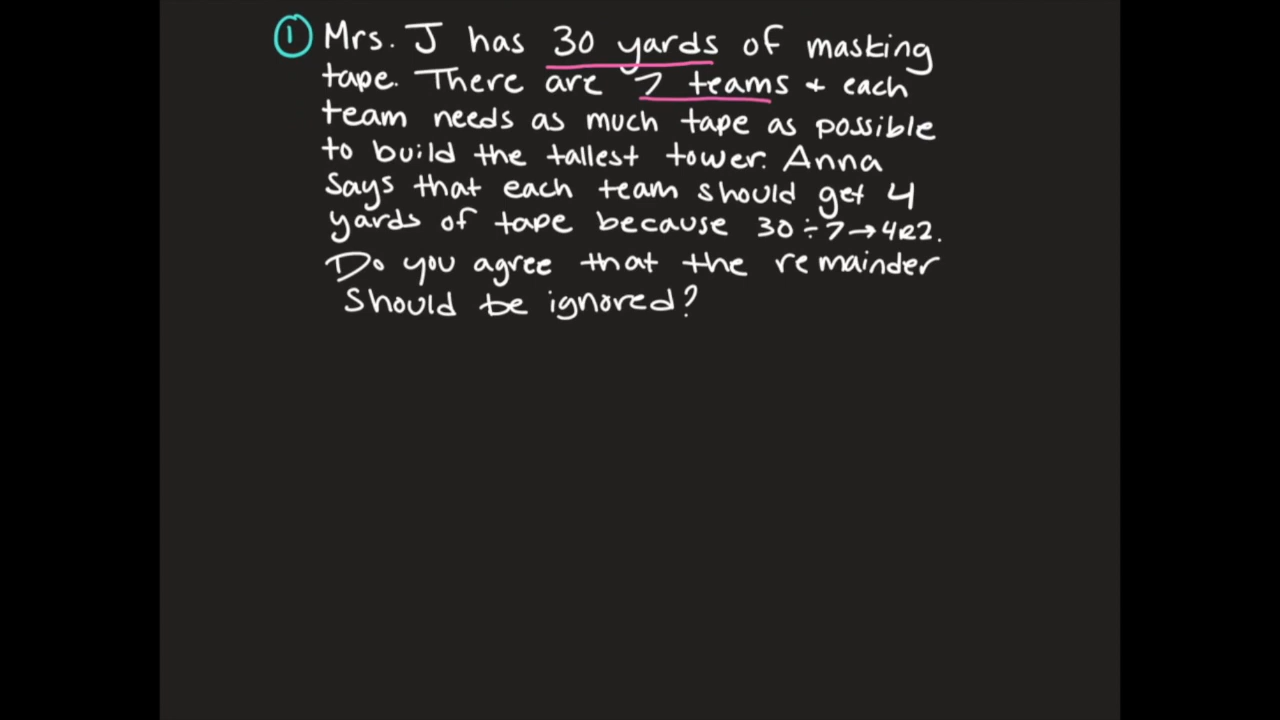 ① Mrs. J has 30 yards of masking
tape. There are 7 teams & each
team needs as much tape as possible
to build the tallest tower. Anna
says that each team should get 4
yards of tape because 30 ÷ 7 → 4R2.
Do you agree that the remainder
should be ignored?